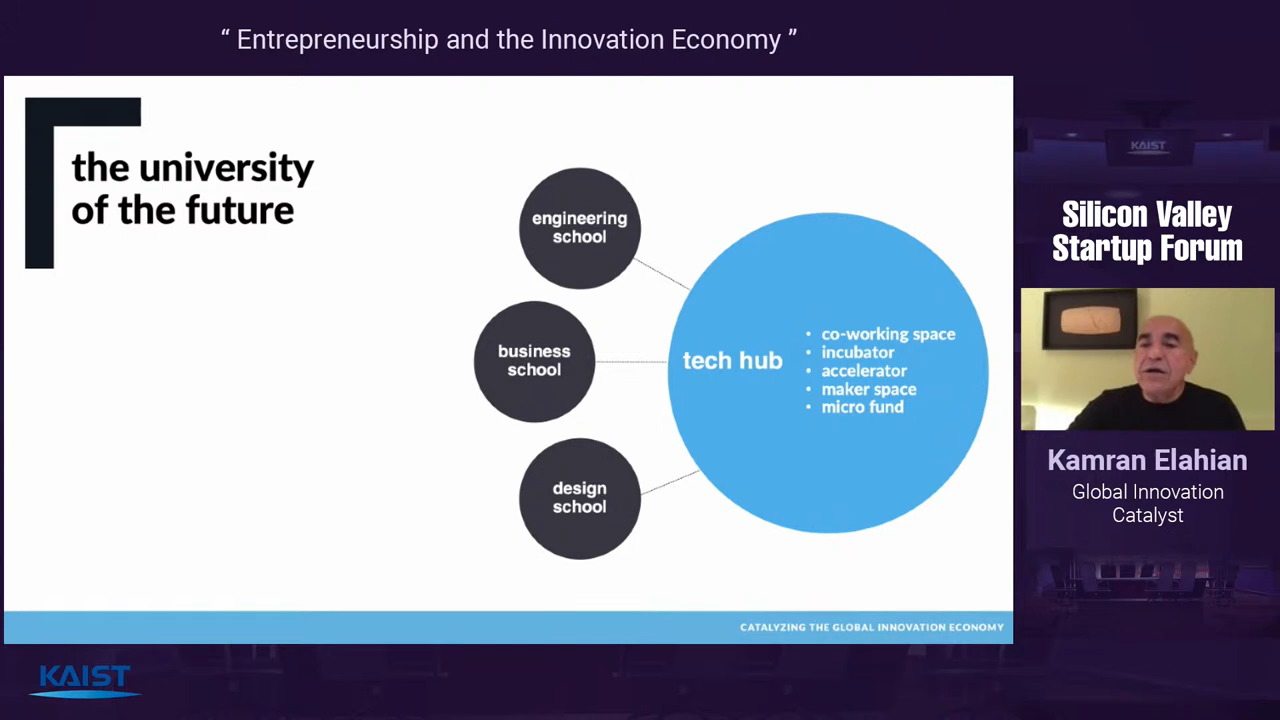 “ Entrepreneurship and the Innovation Economy ”
the university
of the future
engineering
school
business
school
design
school
tech hub
• co-working space
• incubator
• accelerator
• maker space
• micro fund
CATALYZING THE GLOBAL INNOVATION ECONOMY
KAIST
KAIST
Silicon Valley
Startup Forum
Kamran Elahian
Global Innovation
Catalyst